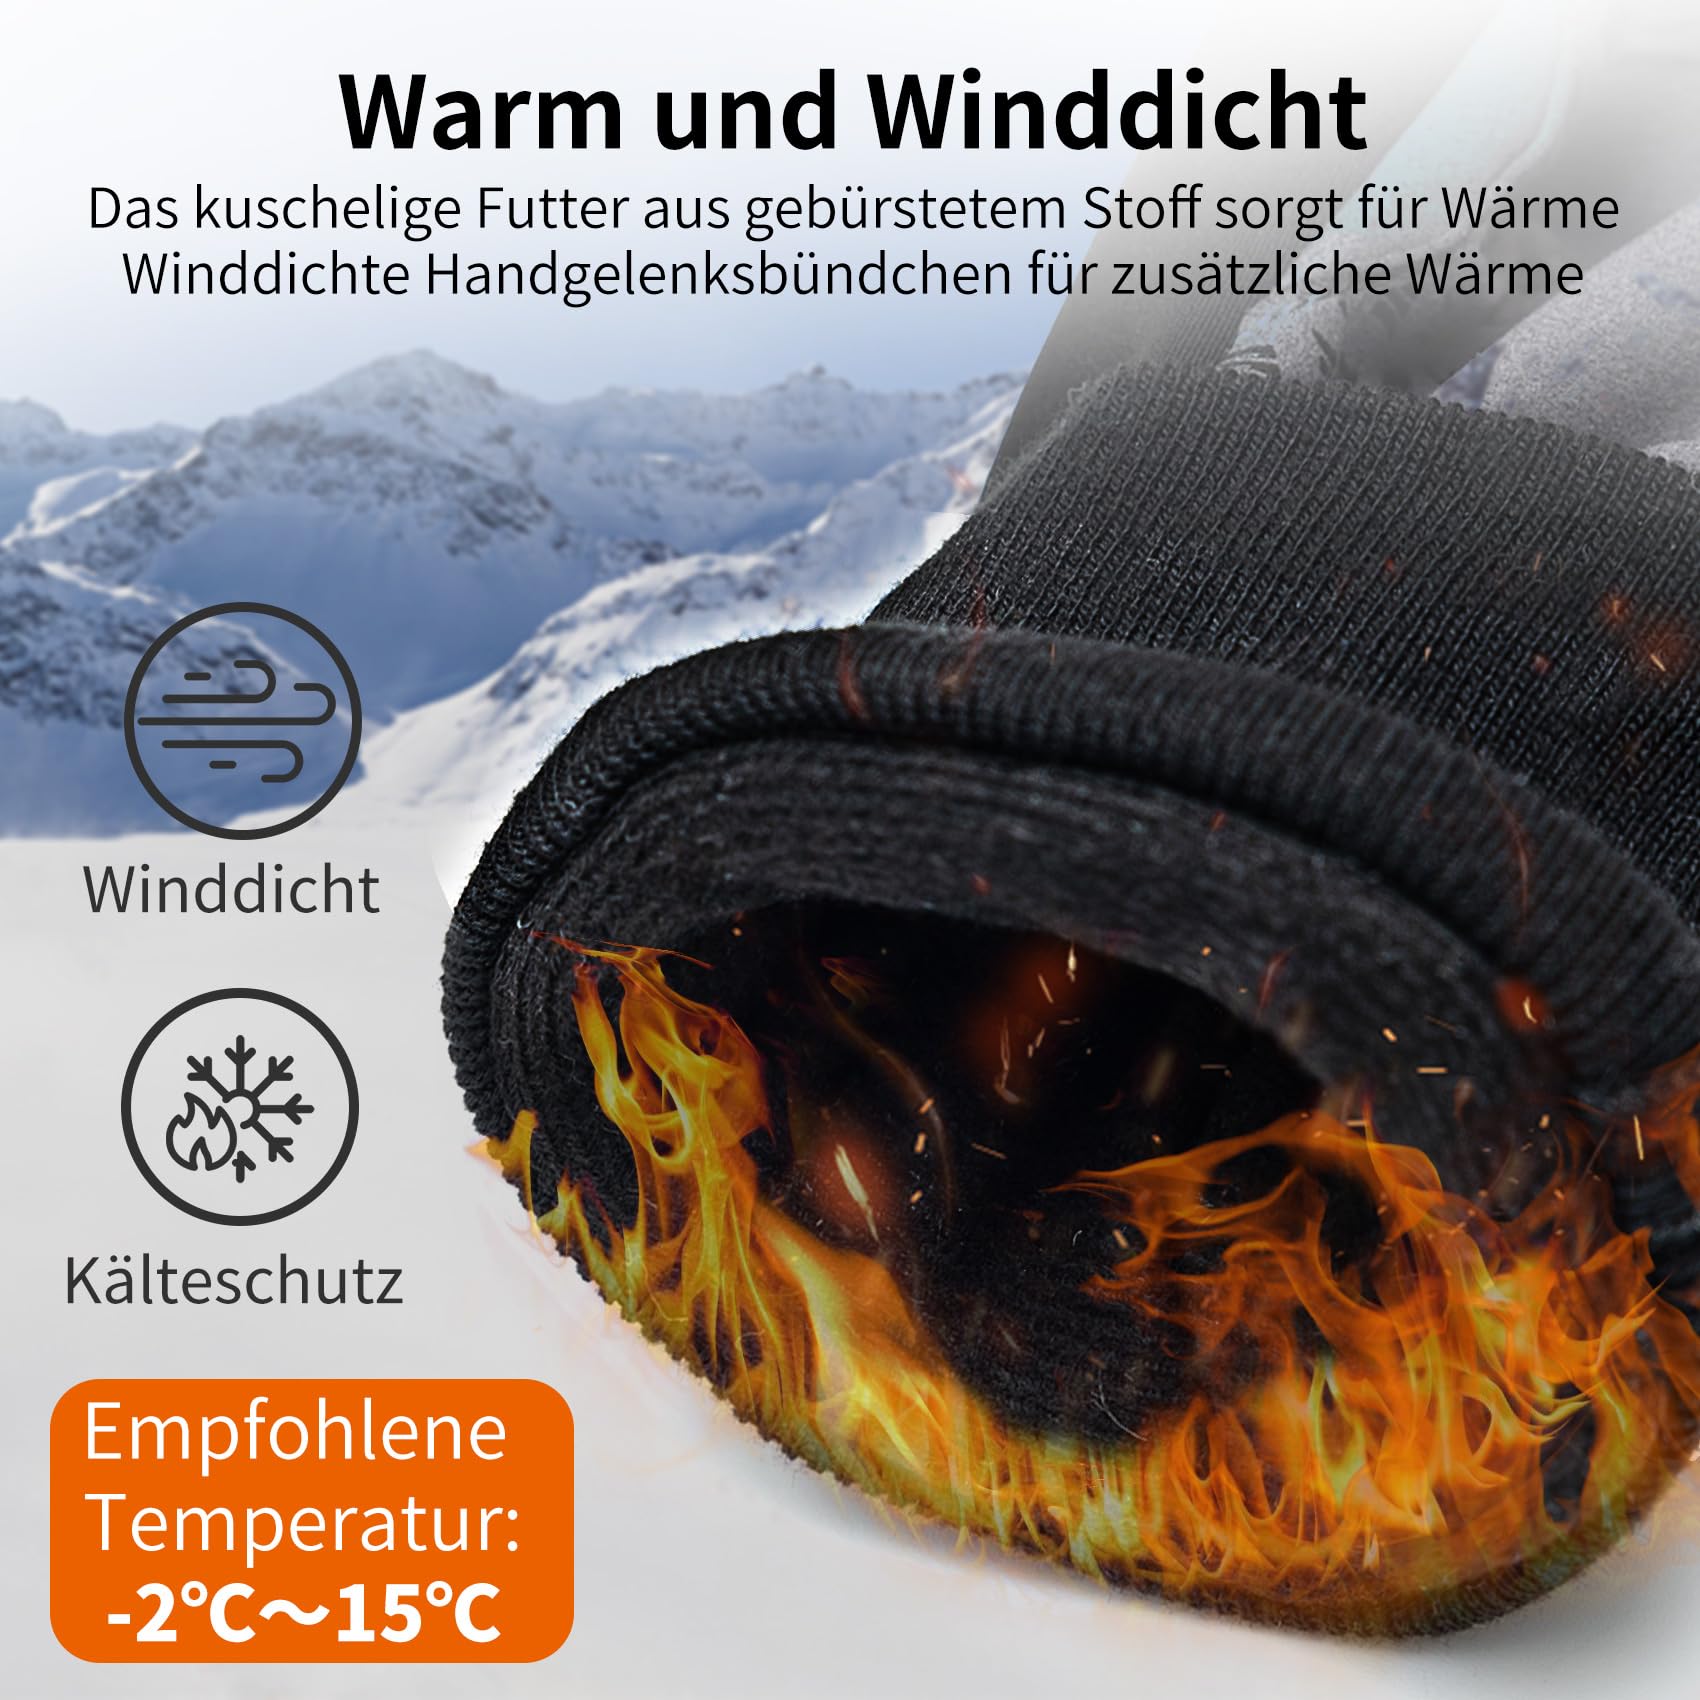 Warm und Winddicht
Das kuschelige Futter aus gebürstetem Stoff sorgt für Wärme
Winddichte Handgelenksbündchen für zusätzliche Wärme
Winddicht
Kälteschutz
Empfohlene
Temperatur:
-2℃～15℃